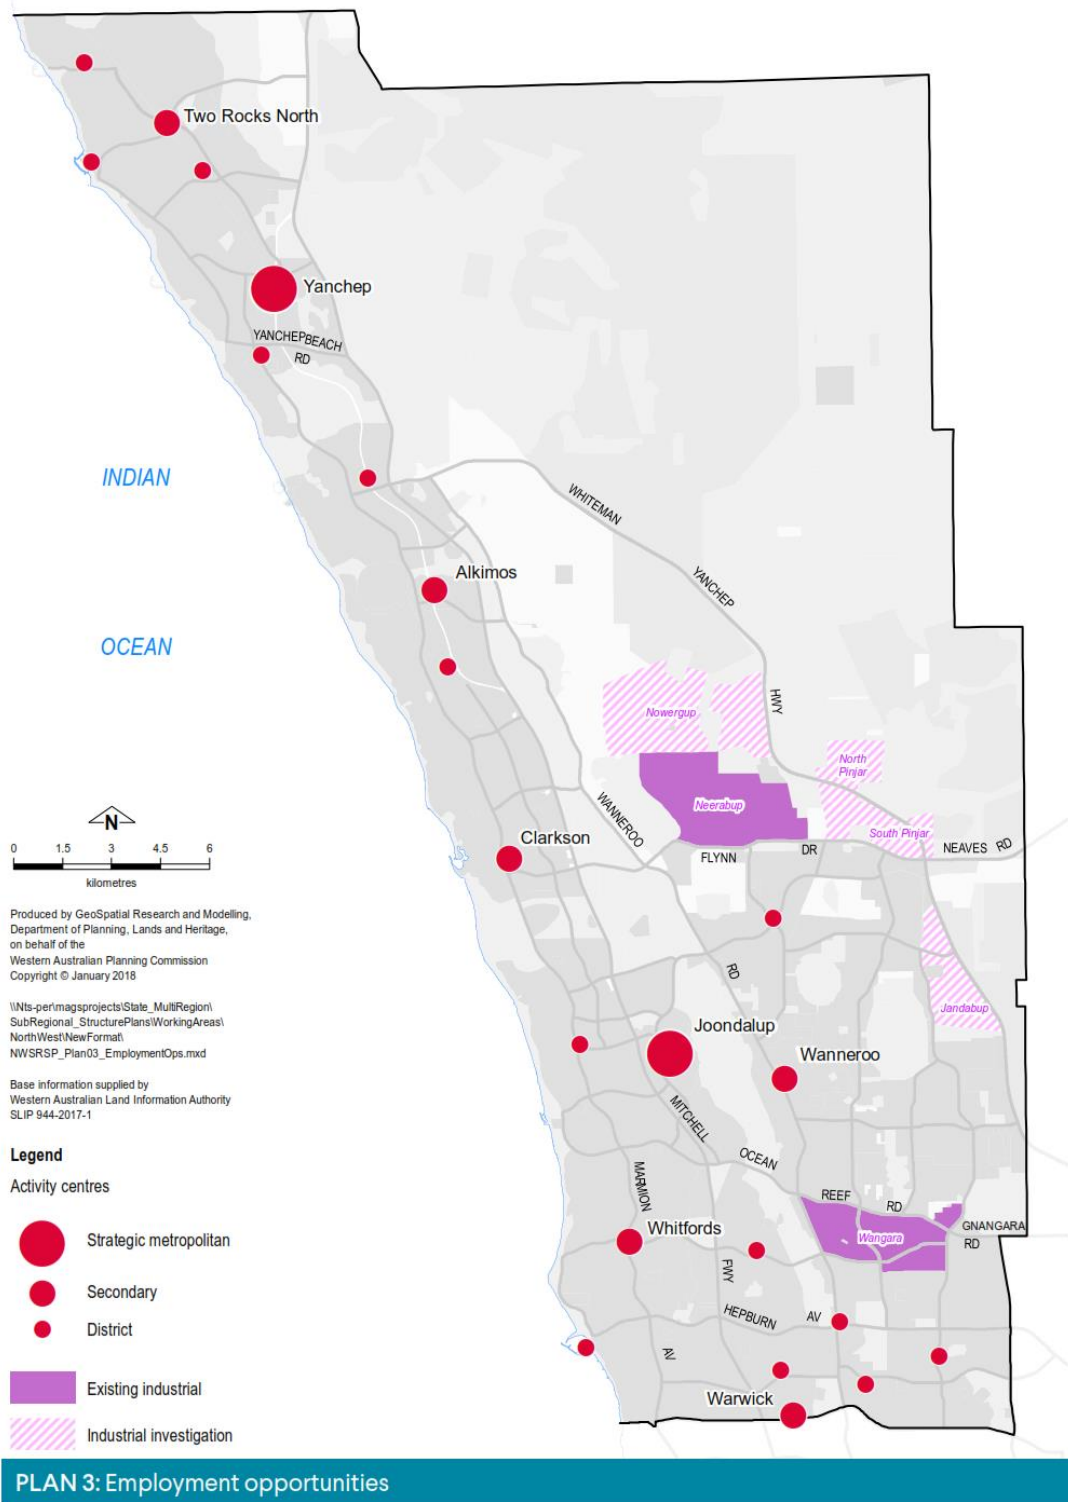 Two Rocks North
Yanchep
YANCHEP BEACH
RD
INDIAN
WHITEMAN
Alkimos
YANCHEP
OCEAN
HWY
Nowergup
North
Pinjar
Neerabup
WANNEROO
South Pinjar
Clarkson
FLYNN
DR
NEAVES RD
N
0 1.5 3 4.5 6
kilometres
Produced by GeoSpatial Research and Modelling,
Department of Planning, Lands and Heritage,
on behalf of the
Western Australian Planning Commission
Copyright © January 2018
\\Nts-per\magsprojects\State_MultiRegion\
SubRegional_StructurePlans\WorkingAreas\
NorthWest\NewFormat\
NWSRSP_Plan03_EmploymentOps.mxd
Base information supplied by
Western Australian Land Information Authority
SLIP 944-2017-1
RD
Jandabup
Joondalup
Wanneroo
MITCHELL
OCEAN
MARMION
REEF
RD
GNANGARA
RD
Whitfords
Wangara
FWY
HEPBURN
AV
AV
Warwick
Legend
Activity centres
Strategic metropolitan
Secondary
District
Existing industrial
Industrial investigation
PLAN 3: Employment opportunities